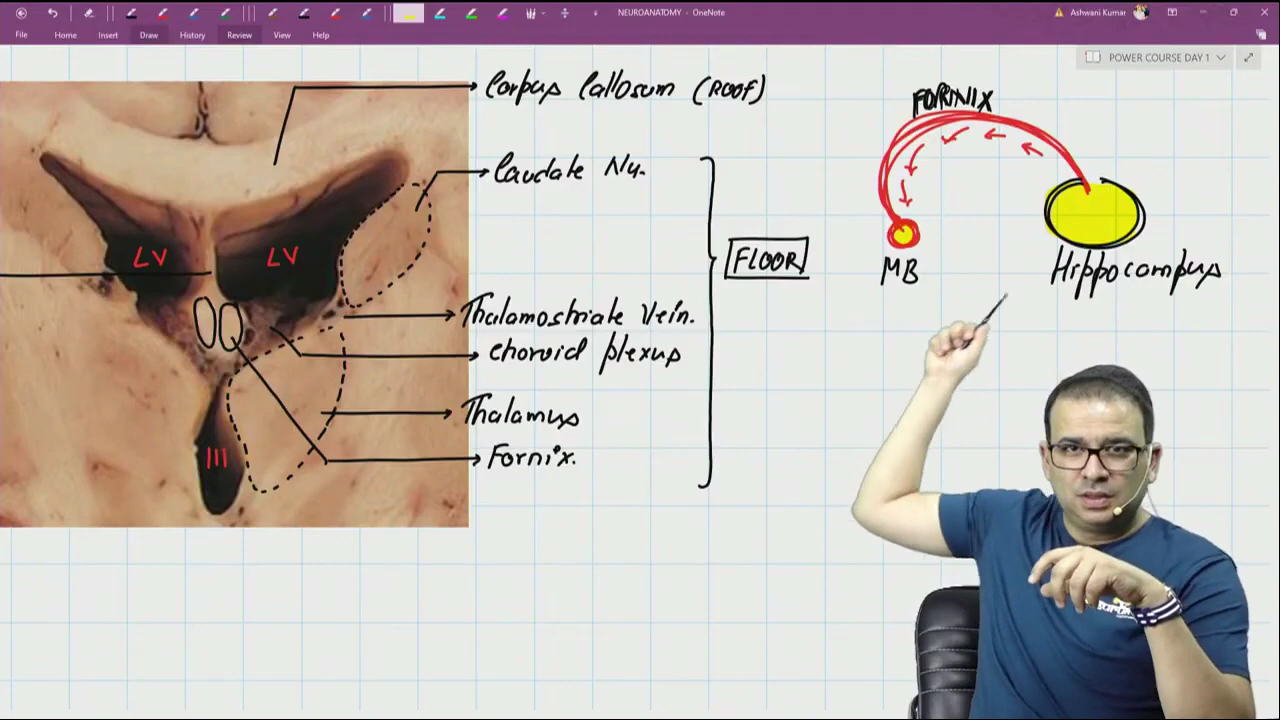 NEUROANATOMY - OneNote
Ashwani Kumar
File Home Insert Draw History Review View Help
POWER COURSE DAY 1
Corpus Callosum (ROOF)
Caudate Nu.
LV LV
Thalamostriate Vein.
Choroid plexus
Thalamus
Fornix.
III
FLOOR
FORNIX
MB
Hippocampus